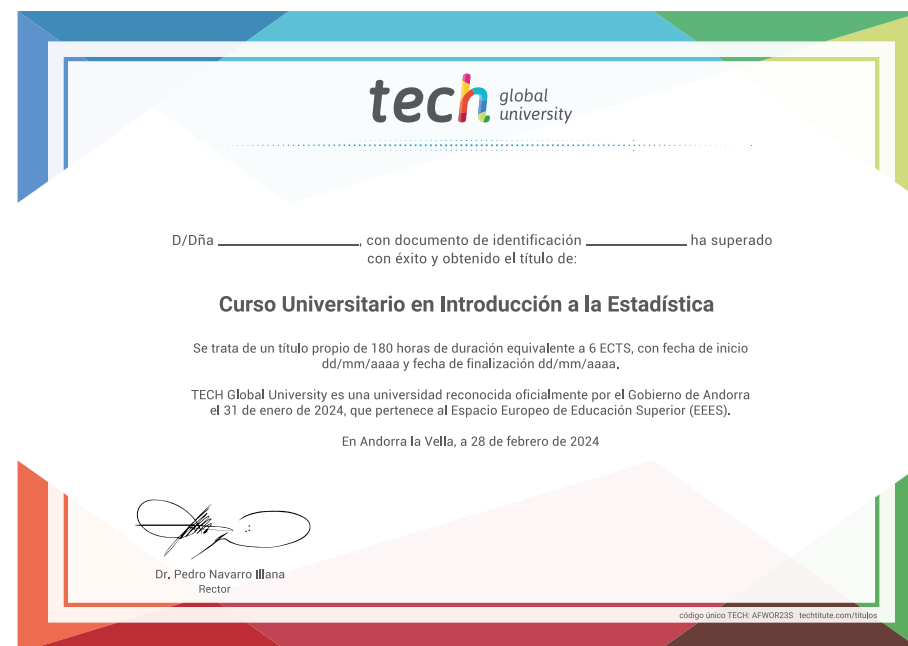 tech global university
D/Dña ____________, con documento de identificación ____________ ha superado
con éxito y obtenido el título de:
Curso Universitario en Introducción a la Estadística
Se trata de un título propio de 180 horas de duración equivalente a 6 ECTS, con fecha de inicio
dd/mm/aaaa y fecha de finalización dd/mm/aaaa.
TECH Global University es una universidad reconocida oficialmente por el Gobierno de Andorra
el 31 de enero de 2024, que pertenece al Espacio Europeo de Educación Superior (EEES).
En Andorra la Vella, a 28 de febrero de 2024
Dr. Pedro Navarro Illana
Rector
código único TECH: AFWOR23S techtitute.com/titulos